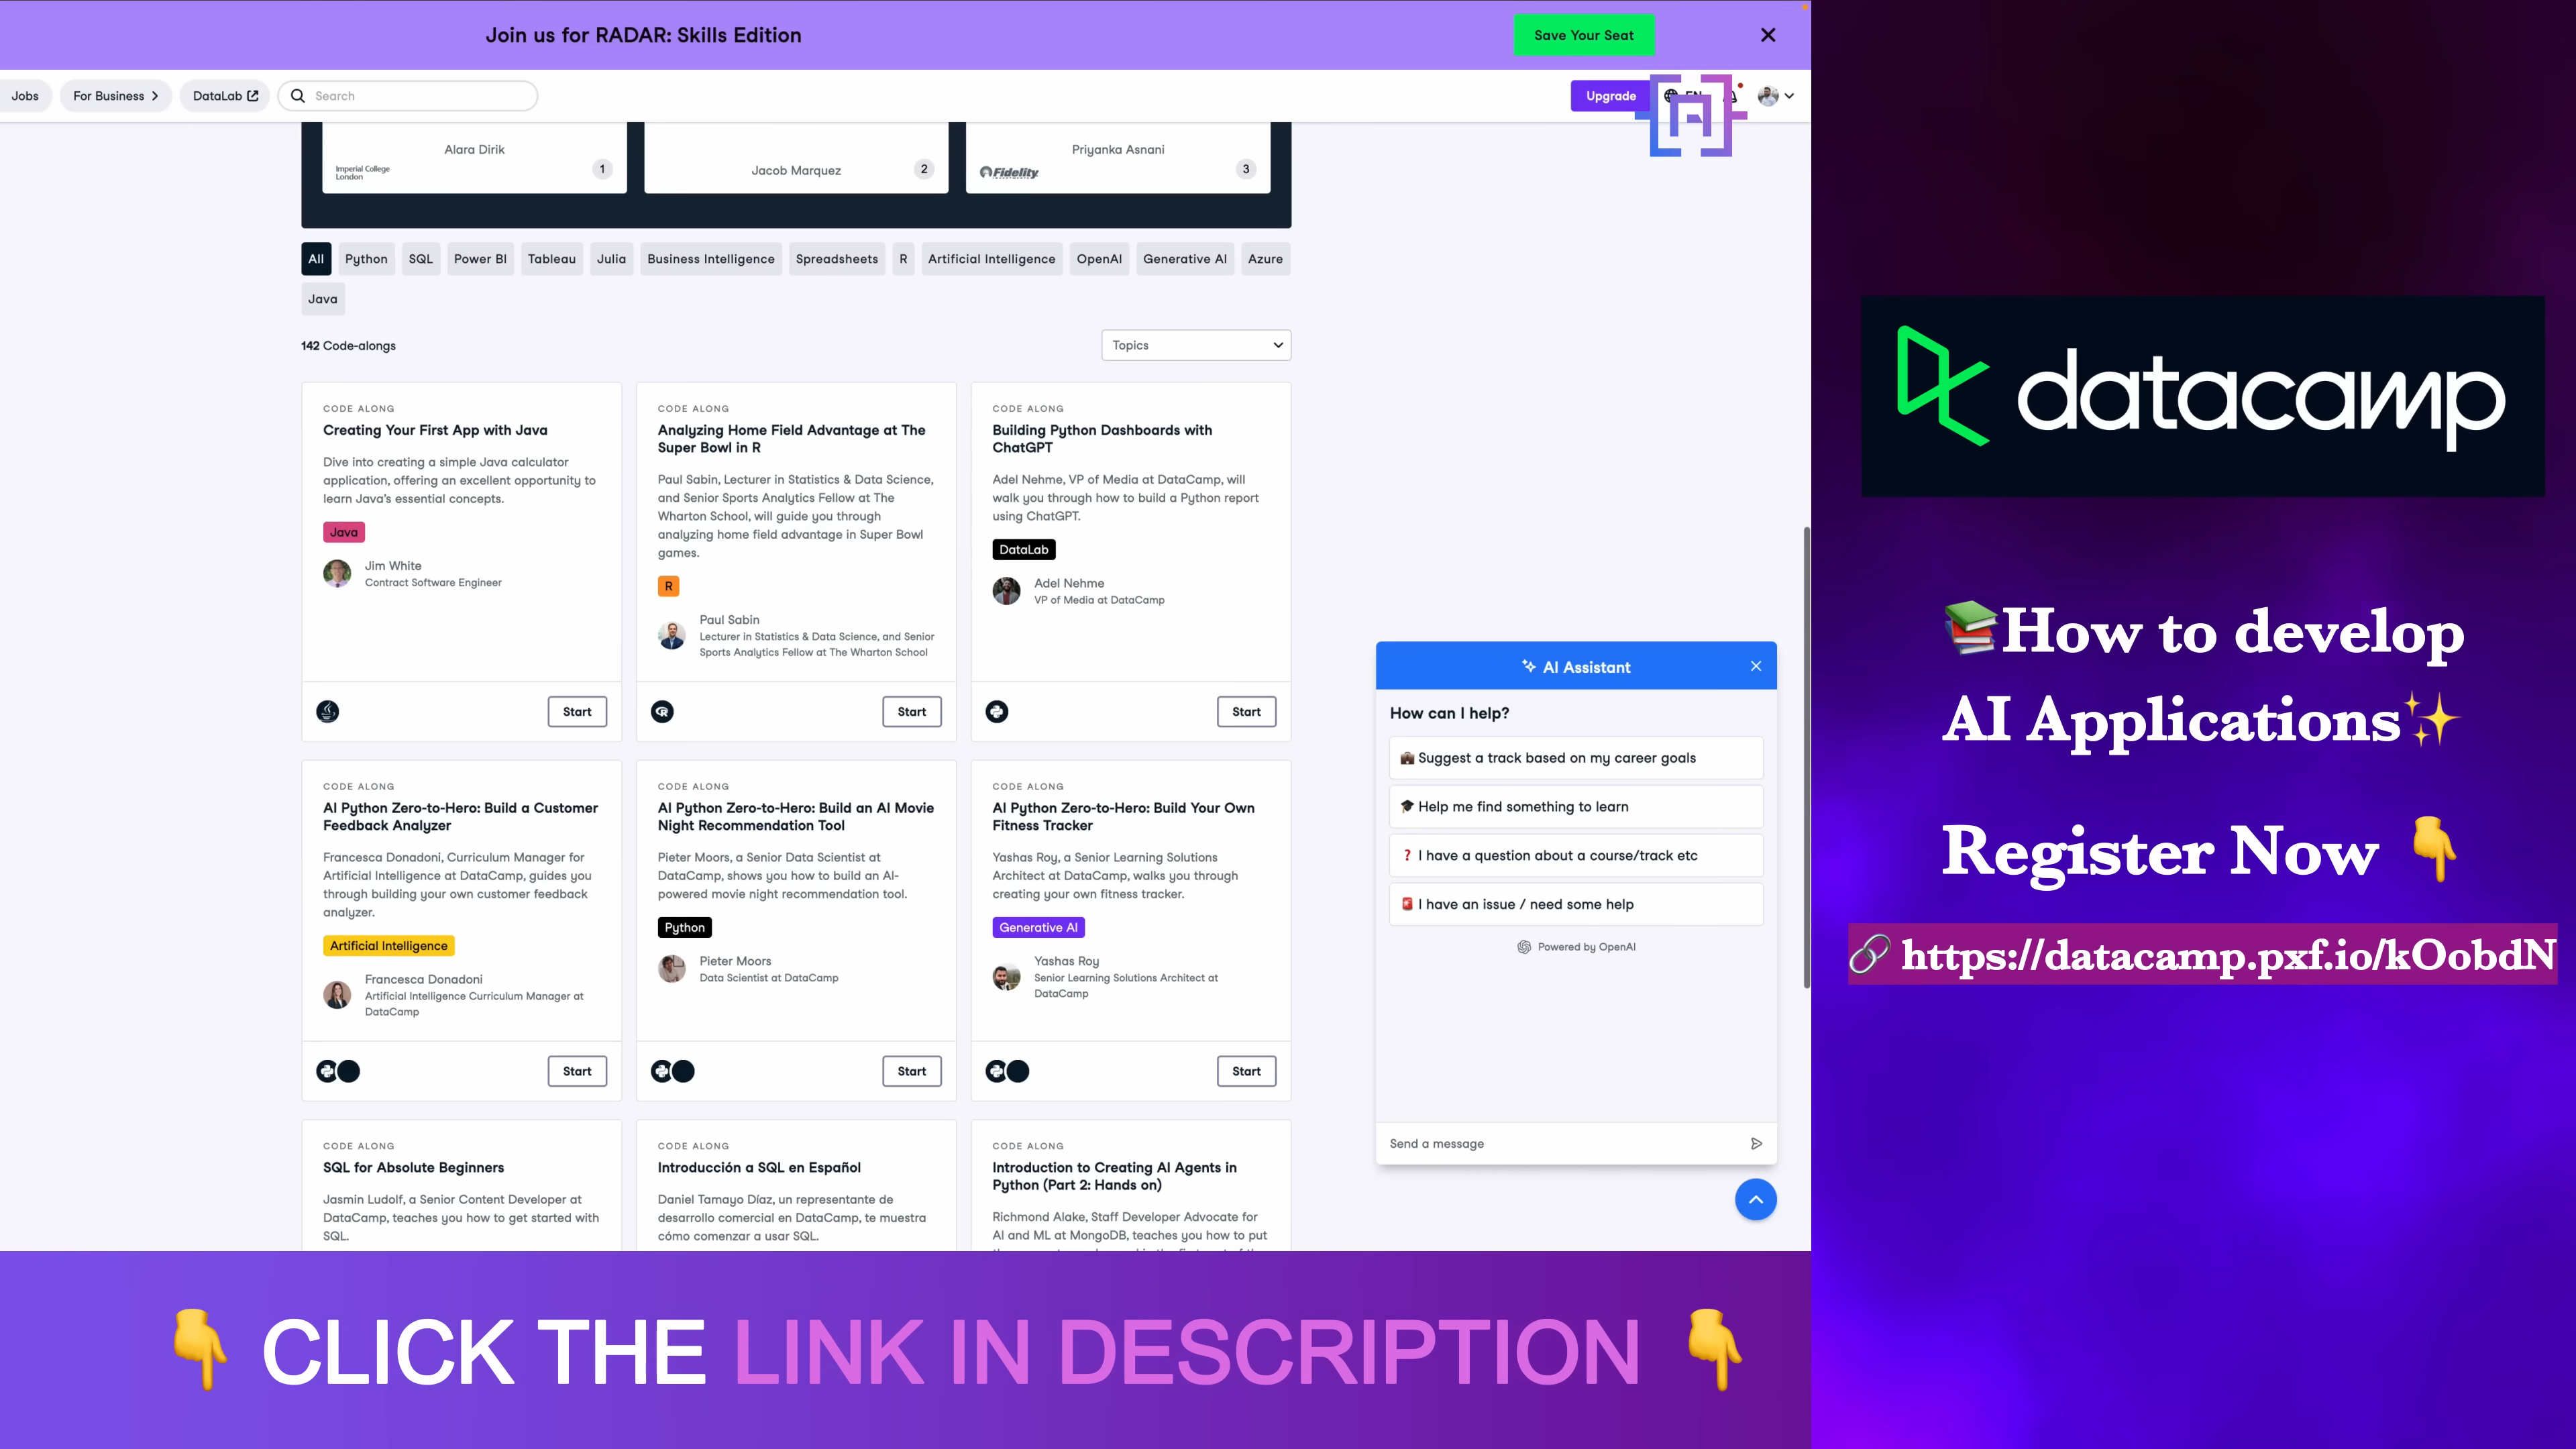 Join us for RADAR: Skills Edition
Save Your Seat
Jobs
For Business
DataLab
Search
Upgrade
Alara Dirik
Imperial College
London
1
Jacob Marquez
2
Priyanka Asnani
Fidelity
3
All
Python
SQL
Power BI
Tableau
Julia
Business Intelligence
Spreadsheets
R
Artificial Intelligence
OpenAI
Generative AI
Azure
Java
142 Code-alongs
Topics
CODE ALONG
Creating Your First App with Java
Dive into creating a simple Java calculator
application, offering an excellent opportunity to
learn Java's essential concepts.
Java
Jim White
Contract Software Engineer
Start
CODE ALONG
Analyzing Home Field Advantage at The
Super Bowl in R
Paul Sabin, Lecturer in Statistics & Data Science,
and Senior Sports Analytics Fellow at The
Wharton School, will guide you through
analyzing home field advantage in Super Bowl
games.
R
Paul Sabin
Lecturer in Statistics & Data Science, and Senior
Sports Analytics Fellow at The Wharton School
Start
CODE ALONG
Building Python Dashboards with
ChatGPT
Adel Nehme, VP of Media at DataCamp, will
walk you through how to build a Python report
using ChatGPT.
DataLab
Adel Nehme
VP of Media at DataCamp
Start
CODE ALONG
AI Python Zero-to-Hero: Build a Customer
Feedback Analyzer
Francesca Donadoni, Curriculum Manager for
Artificial Intelligence at DataCamp, guides you
through building your own customer feedback
analyzer.
Artificial Intelligence
Francesca Donadoni
Artificial Intelligence Curriculum Manager at
DataCamp
Start
CODE ALONG
AI Python Zero-to-Hero: Build an AI Movie
Night Recommendation Tool
Pieter Moors, a Senior Data Scientist at
DataCamp, shows you how to build an AI-
powered movie night recommendation tool.
Python
Pieter Moors
Data Scientist at DataCamp
Start
CODE ALONG
AI Python Zero-to-Hero: Build Your Own
Fitness Tracker
Yashas Roy, a Senior Learning Solutions
Architect at DataCamp, walks you through
creating your own fitness tracker.
Generative AI
Yashas Roy
Senior Learning Solutions Architect at
DataCamp
Start
CODE ALONG
SQL for Absolute Beginners
Jasmin Ludolf, a Senior Content Developer at
DataCamp, teaches you how to get started with
SQL.
CODE ALONG
Introducción a SQL en Español
Daniel Tamayo Díaz, un representante de
desarrollo comercial en DataCamp, te muestra
cómo comenzar a usar SQL.
CODE ALONG
Introduction to Creating AI Agents in
Python (Part 2: Hands on)
Richmond Alake, Staff Developer Advocate for
AI and ML at MongoDB, teaches you how to put
AI Assistant
How can I help?
Suggest a track based on my career goals
Help me find something to learn
❓ I have a question about a course/track etc
I have an issue / need some help
Powered by OpenAI
Send a message
datacamp
How to develop
AI Applications
Register Now
https://datacamp.pxf.io/kOobdN
CLICK THE LINK IN DESCRIPTION